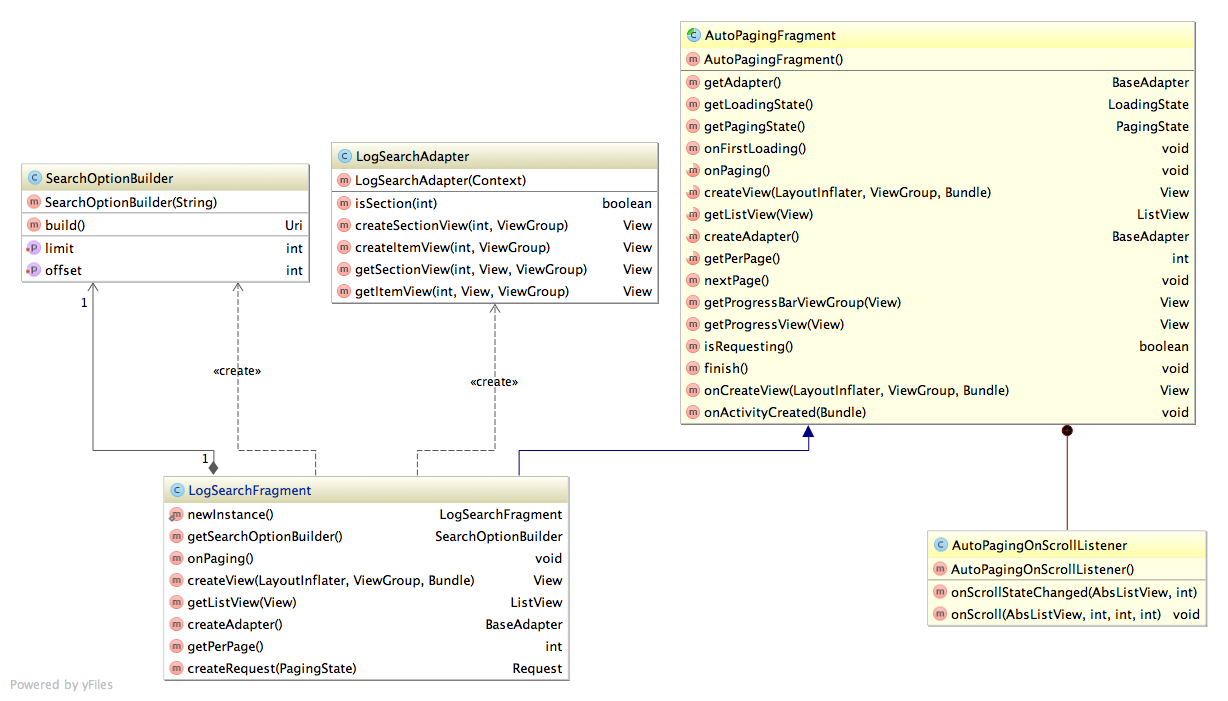 AutoPagingFragment
AutoPagingFragment()
getAdapter() BaseAdapter
getLoadingState() LoadingState
getPagingState() PagingState
onFirstLoading() void
onPaging() void
createView(LayoutInflater, ViewGroup, Bundle) View
getListView(View) ListView
createAdapter() BaseAdapter
getPerPage() int
nextPage() void
getProgressBarViewGroup(View) View
getProgressView(View) View
isRequesting() boolean
finish() void
onCreateView(LayoutInflater, ViewGroup, Bundle) View
onActivityCreated(Bundle) void
LogSearchAdapter
LogSearchAdapter(Context)
isSection(int) boolean
createSectionView(int, ViewGroup) View
createItemView(int, ViewGroup) View
getSectionView(int, View, ViewGroup) View
getItemView(int, View, ViewGroup) View
SearchOptionBuilder
SearchOptionBuilder(String)
build() Uri
limit int
offset int
1
«create»
«create»
1
LogSearchFragment
newInstance() LogSearchFragment
getSearchOptionBuilder() SearchOptionBuilder
onPaging() void
createView(LayoutInflater, ViewGroup, Bundle) View
getListView(View) ListView
createAdapter() BaseAdapter
getPerPage() int
createRequest(PagingState) Request
AutoPagingOnScrollListener
AutoPagingOnScrollListener()
onScrollStateChanged(AbsListView, int)
onScroll(AbsListView, int, int, int) void
Powered by yFiles